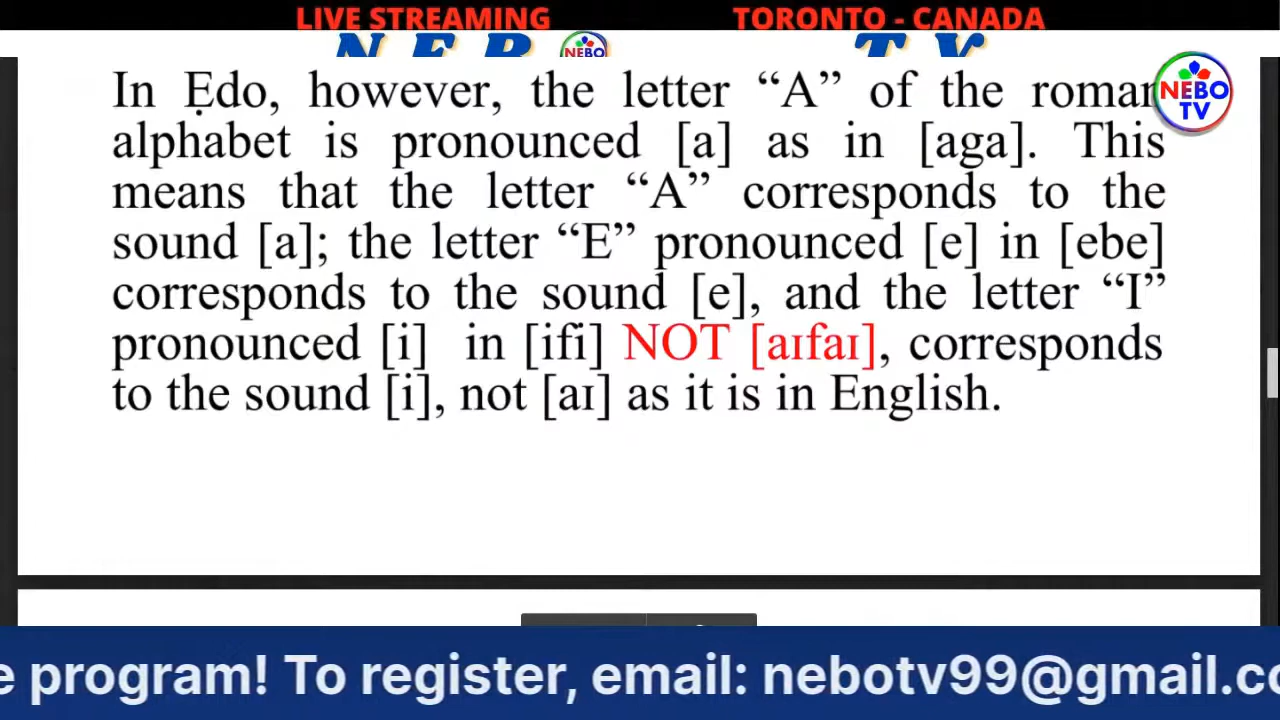 LIVE STREAMING TORONTO - CANADA
NEBO TV
NEBO
In Ẹdo, however, the letter “A” of the roman
NEBO
TV
alphabet is pronounced [a] as in [aga]. This
means that the letter “A” corresponds to the
sound [a]; the letter “E” pronounced [e] in [ebe]
corresponds to the sound [e], and the letter “I”
pronounced [i] in [ifi] NOT [aɪfaɪ], corresponds
to the sound [i], not [aɪ] as it is in English.
e program! To register, email: nebotv99@gmail.co